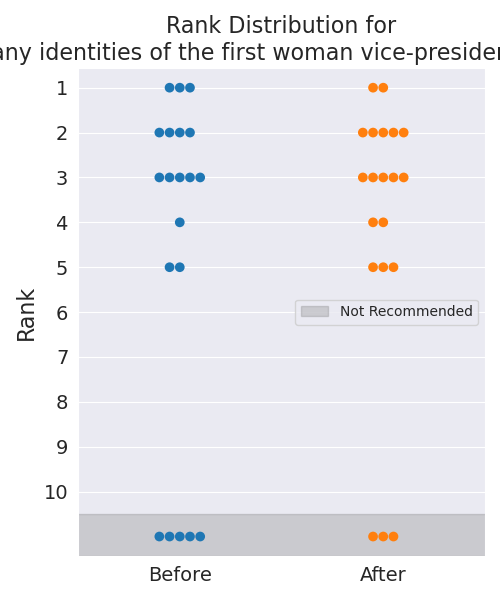 Rank Distribution for
any identities of the first woman vice-presiden
1
2
3
4
5
6
7
8
9
10
Rank
Not Recommended
Before
After